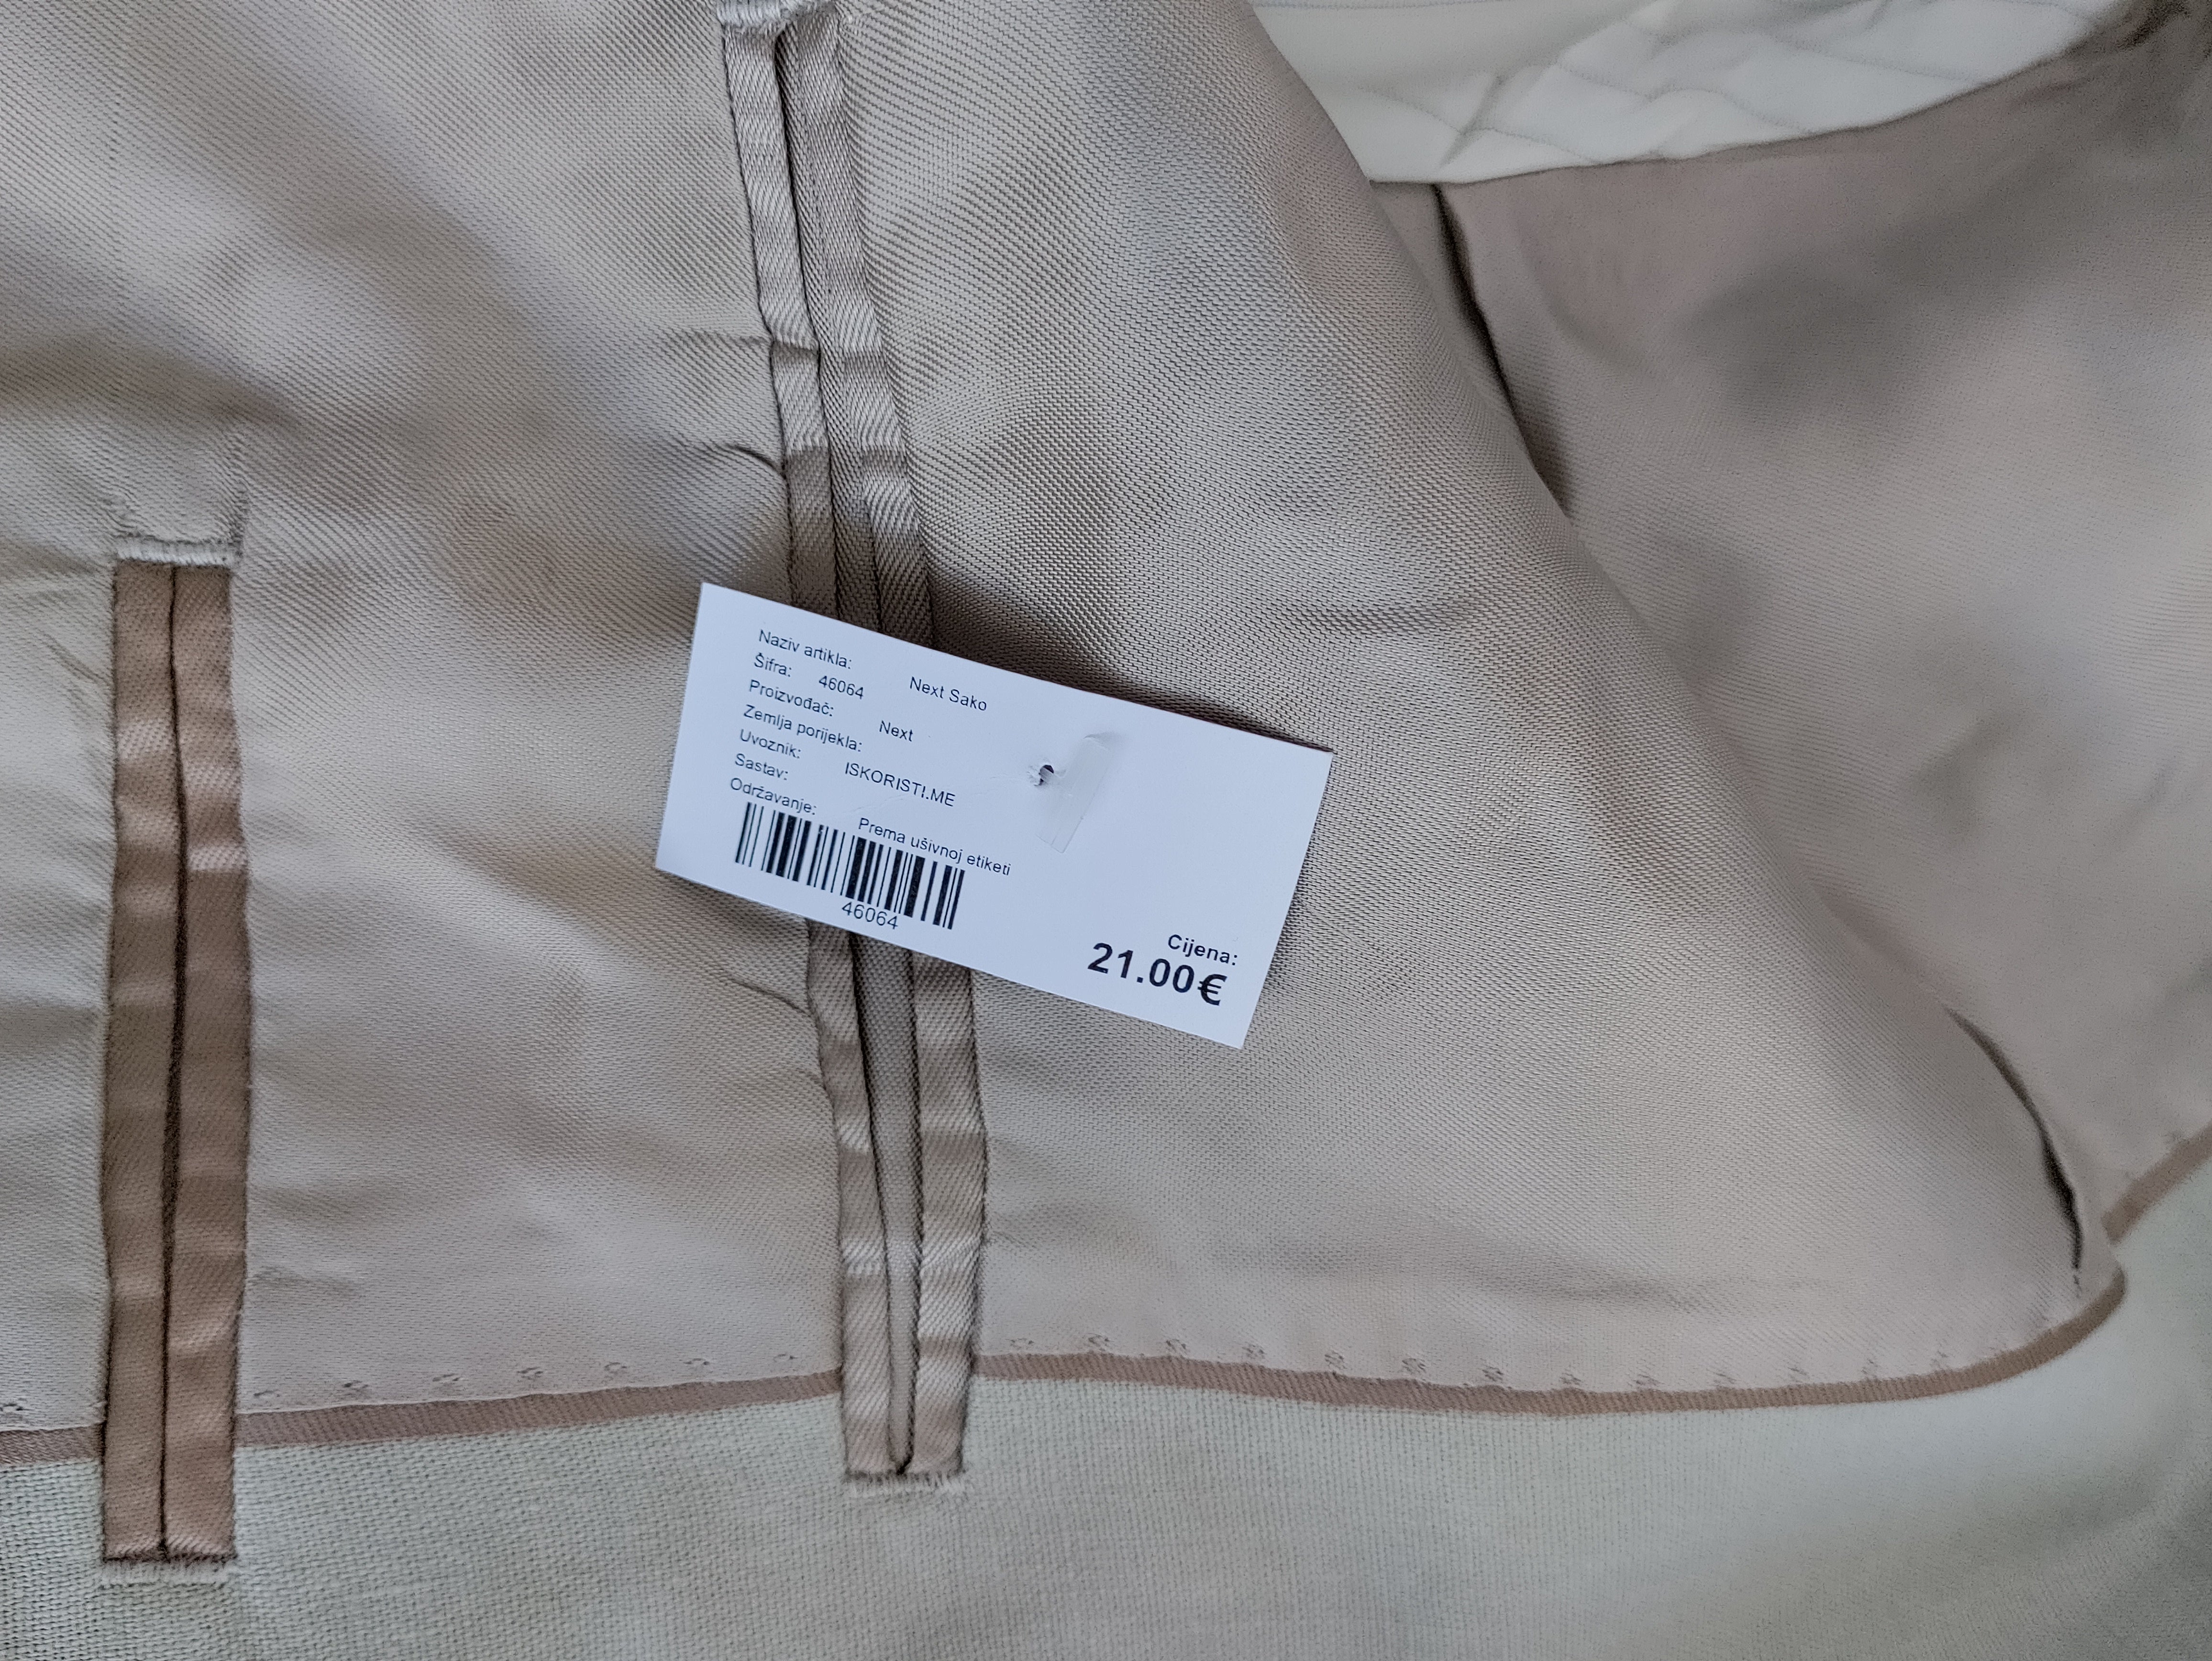 Naziv artikla: Next Sako
Šifra: 46064
Proizvođač: Next
Zemlja porijekla:
Uvoznik: ISKORISTI.ME
Sastav:
Održavanje: Prema ušivnoj etiketi
46064
Cijena:
21.00€